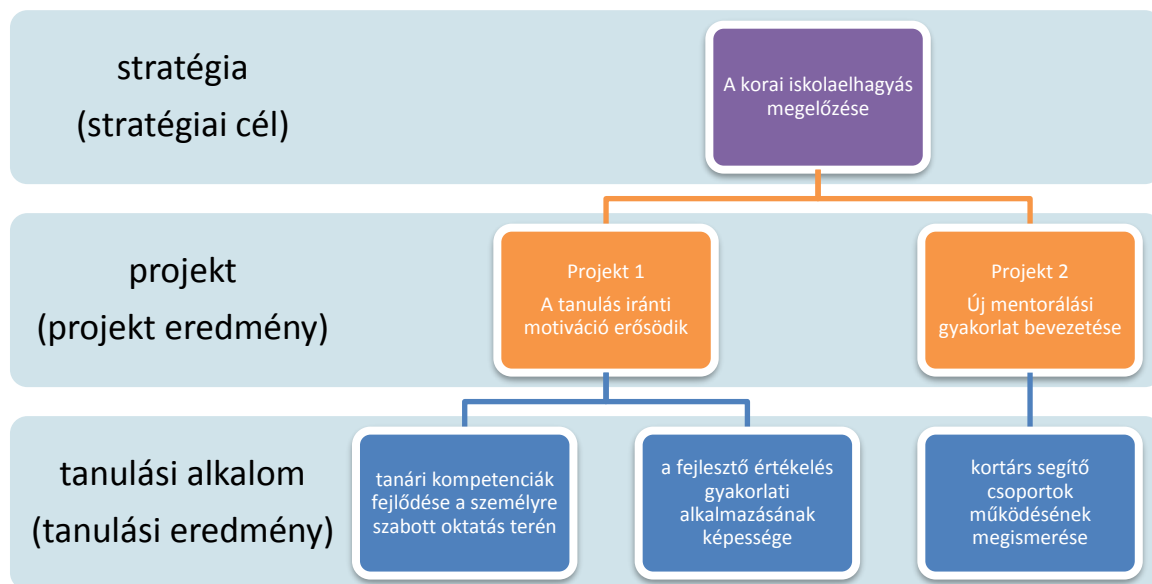 stratégia
(stratégiai cél)
A korai iskolaelhagyás
megelőzése
projekt
(projekt eredmény)
Projekt 1
A tanulás iránti
motiváció erősödik
Projekt 2
Új mentorálási
gyakorlat bevezetése
tanulási alkalom
(tanulási eredmény)
tanári kompetenciák
fejlődése a személyre
szabott oktatás terén
a fejlesztő értékelés
gyakorlati
alkalmazásának
képessége
kortárs segítő
csoportok
működésének
megismerése